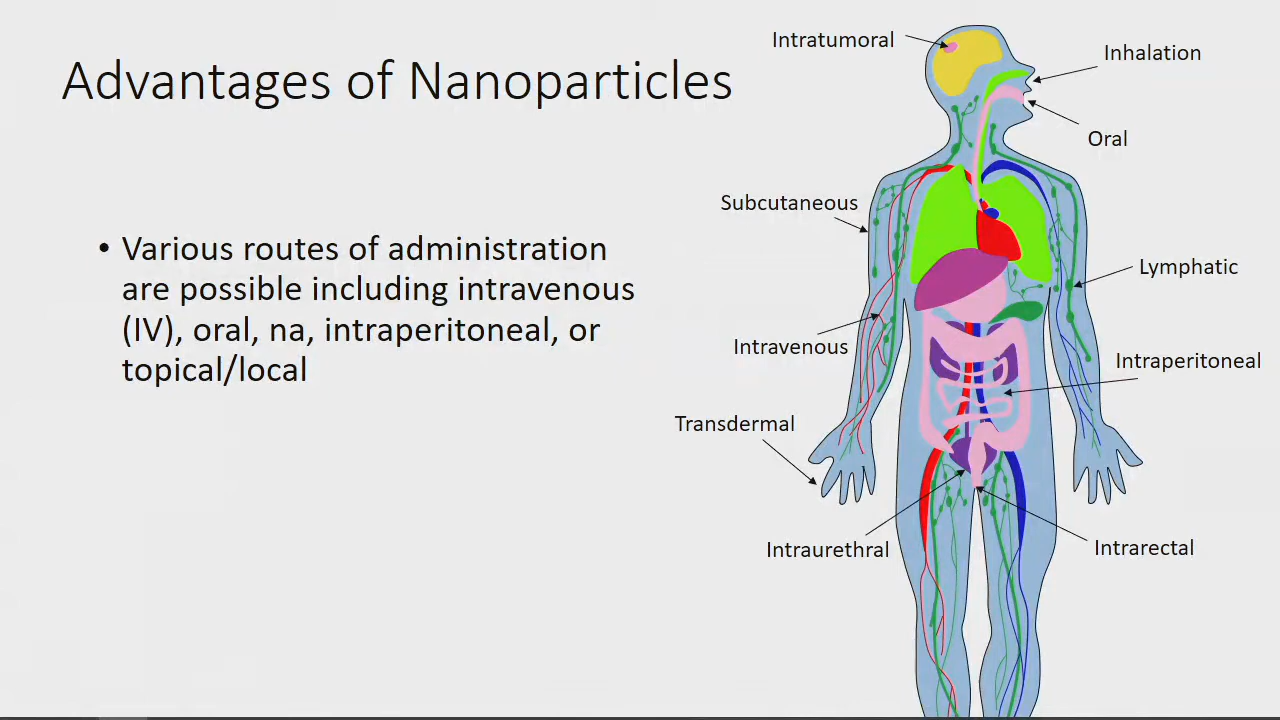 Advantages of Nanoparticles
• Various routes of administration
are possible including intravenous
(IV), oral, na, intraperitoneal, or
topical/local
Intratumoral
Inhalation
Oral
Subcutaneous
Lymphatic
Intravenous
Intraperitoneal
Transdermal
Intraurethral
Intrarectal